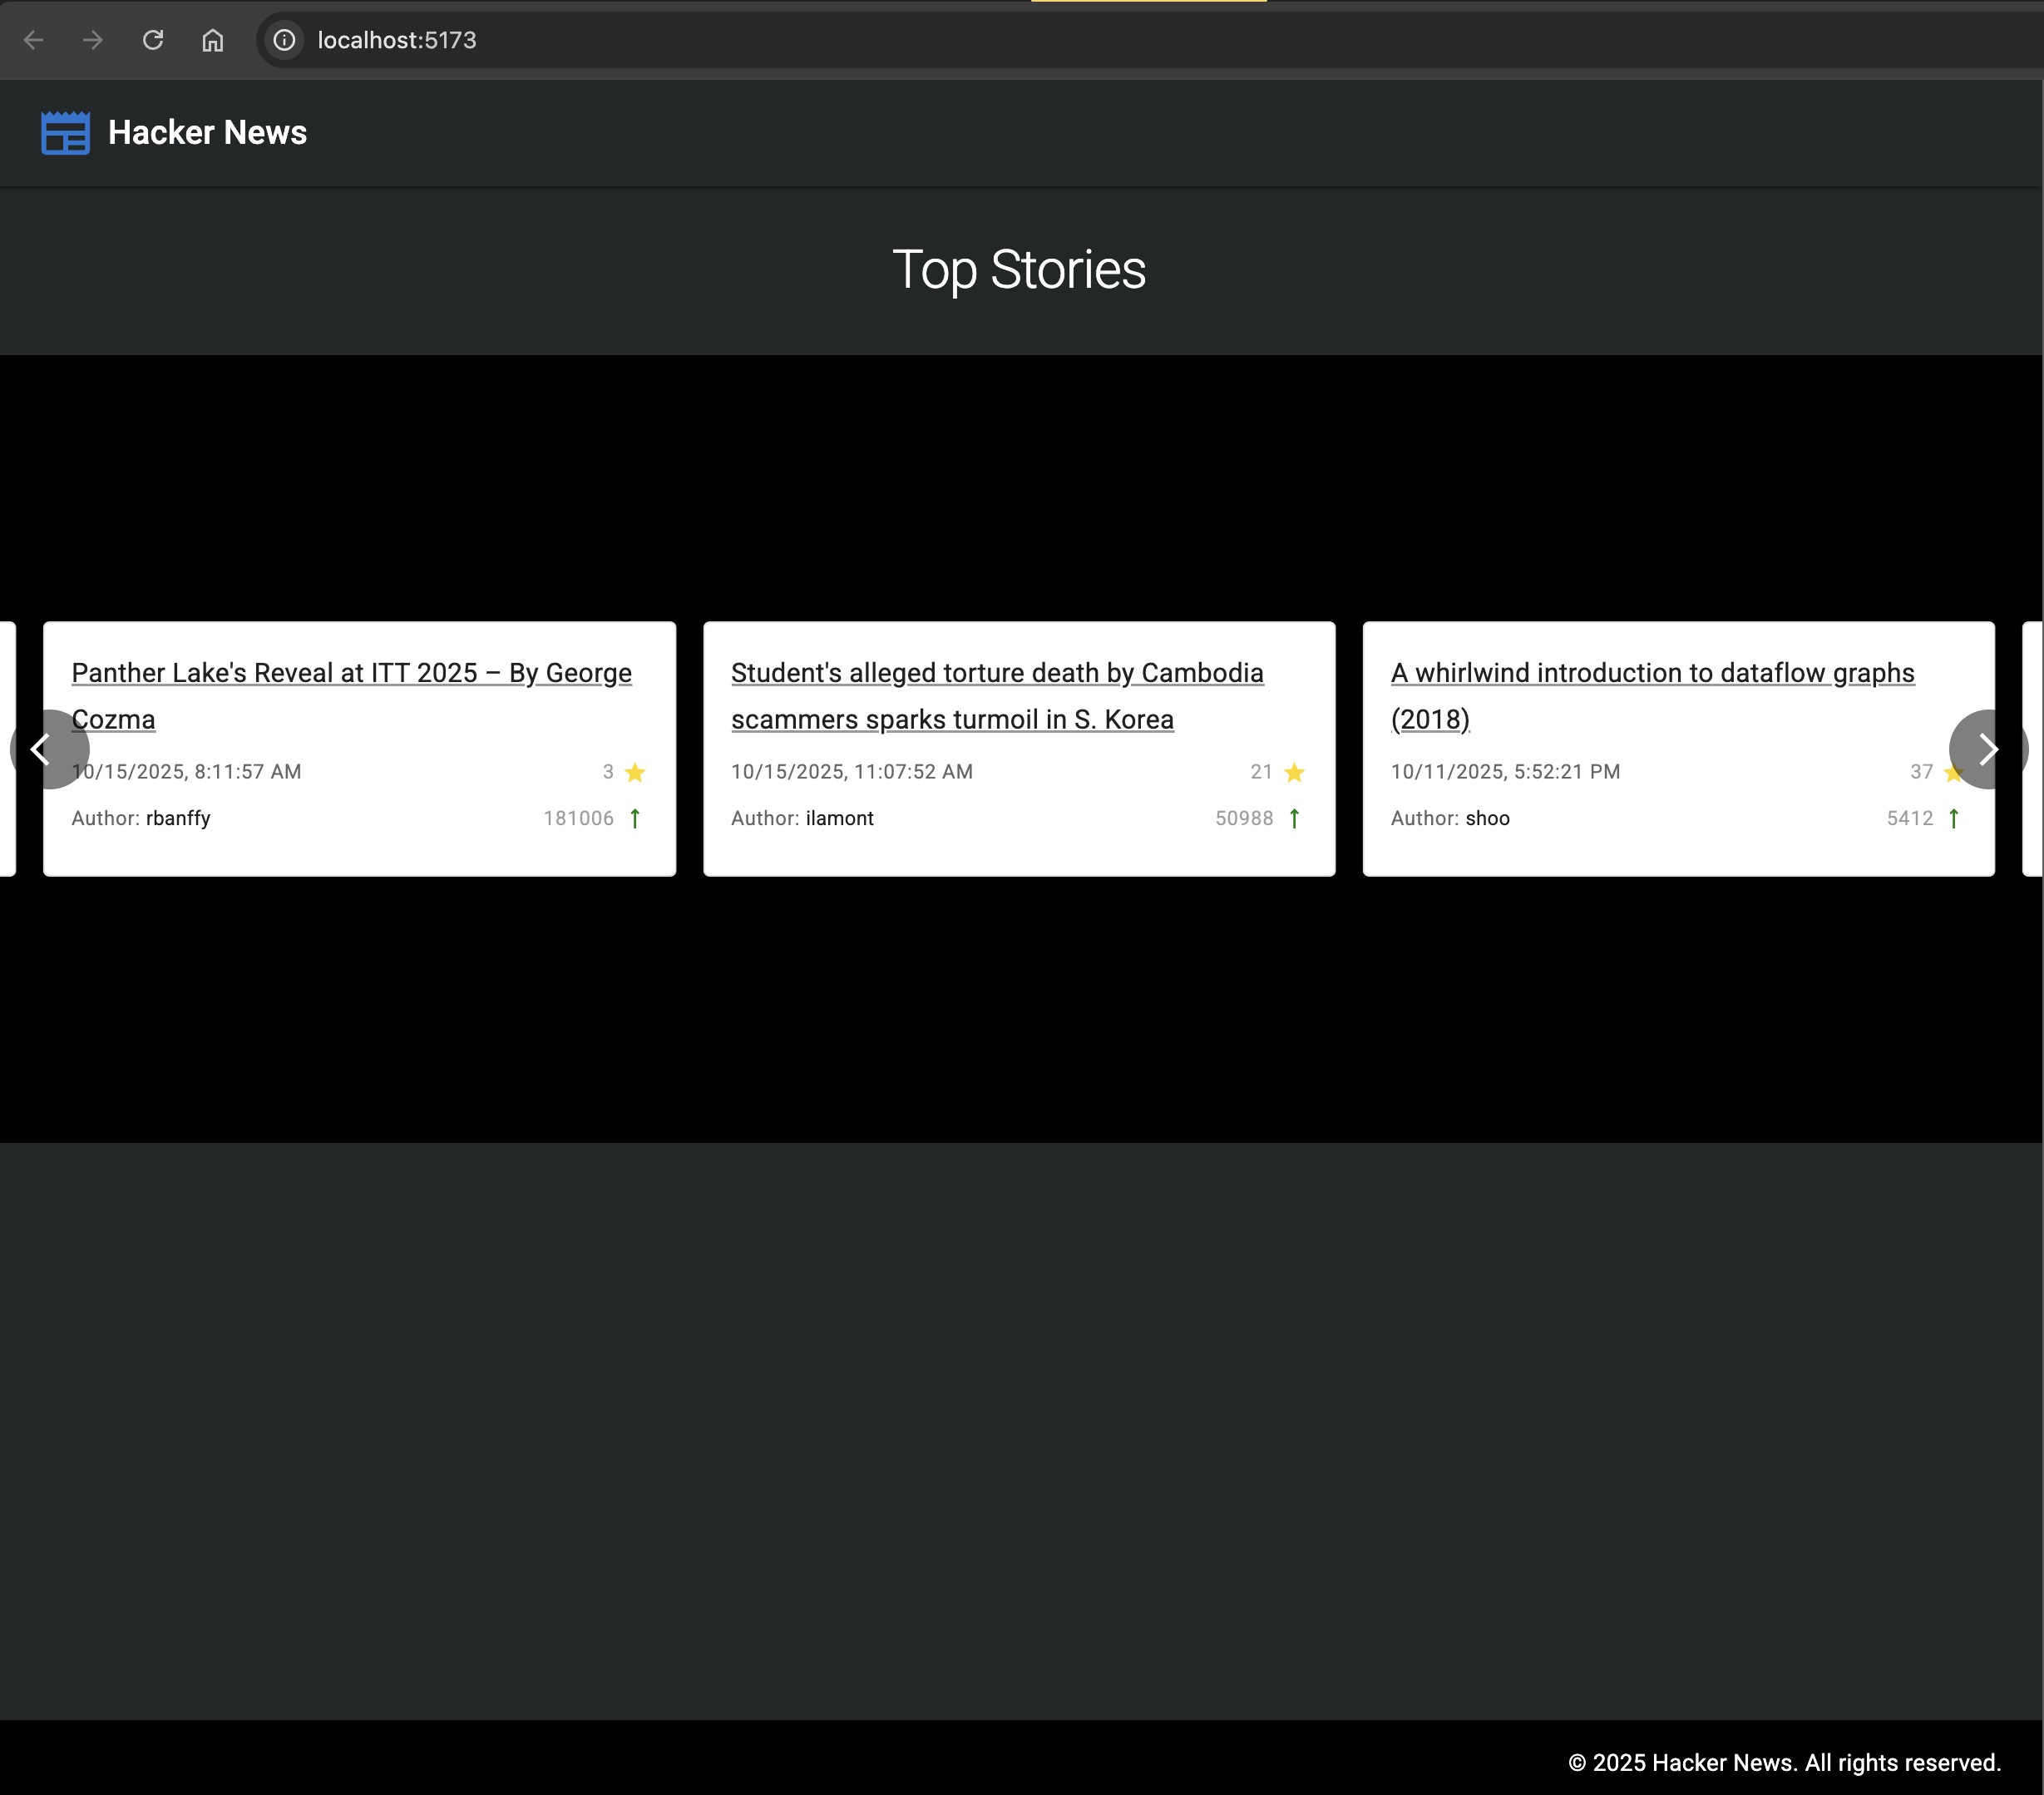 localhost:5173
Hacker News
Top Stories
Panther Lake's Reveal at ITT 2025 – By George
Cozma
10/15/2025, 8:11:57 AM 3
Author: rbanffy 181006
Student's alleged torture death by Cambodia
scammers sparks turmoil in S. Korea
10/15/2025, 11:07:52 AM 21
Author: ilamont 50988
A whirlwind introduction to dataflow graphs
(2018)
10/11/2025, 5:52:21 PM 37
Author: shoo 5412
© 2025 Hacker News. All rights reserved.